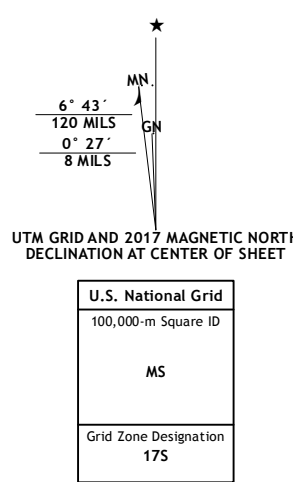 ★
MN.
6° 43´
120 MILS
GN
0° 27´
8 MILS
UTM GRID AND 2017 MAGNETIC NORTH
DECLINATION AT CENTER OF SHEET
U.S. National Grid
100,000-m Square ID
MS
Grid Zone Designation
17S